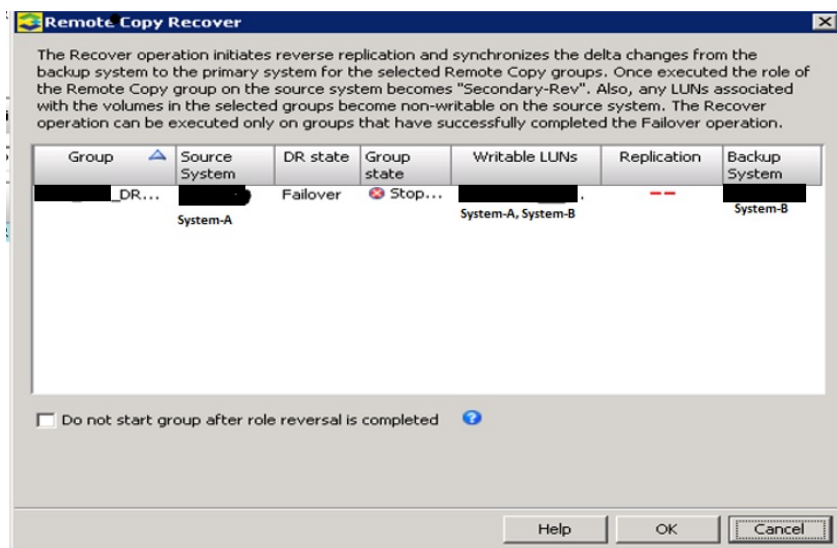 Remote Copy Recover
The Recover operation initiates reverse replication and synchronizes the delta changes from the
backup system to the primary system for the selected Remote Copy groups. Once executed the role of
the Remote Copy group on the source system becomes "Secondary-Rev". Also, any LUNs associated
with the volumes in the selected groups become non-writable on the source system. The Recover
operation can be executed only on groups that have successfully completed the Failover operation.
Group Source System DR state Group state Writable LUNs Replication Backup System
_DR... Failover Stop... . --
System-A System-A, System-B System-B
Do not start group after role reversal is completed
Help OK Cancel